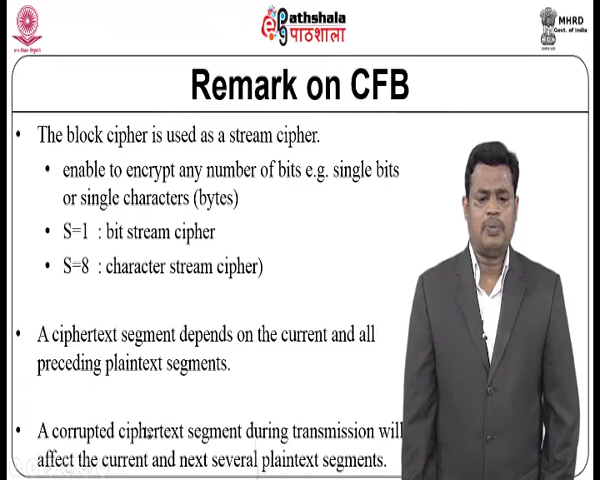 Pathshala
पाठशाला
MHRD
Govt. of India
Remark on CFB
• The block cipher is used as a stream cipher.
• enable to encrypt any number of bits e.g. single bits
or single characters (bytes)
• S=1 : bit stream cipher
• S=8 : character stream cipher)
• A ciphertext segment depends on the current and all
preceding plaintext segments.
• A corrupted ciphertext segment during transmission will
affect the current and next several plaintext segments.